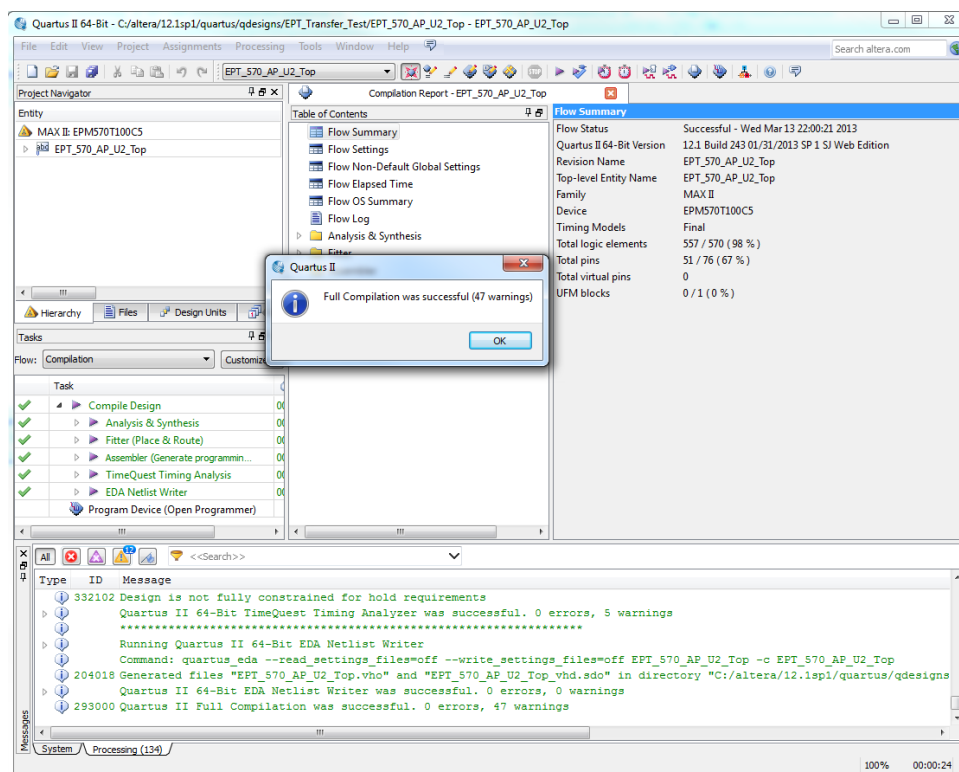 Quartus II 64-Bit - C:/altera/12.1sp1/quartus/qdesigns/EPT_Transfer_Test/EPT_570_AP_U2_Top - EPT_570_AP_U2_Top
File Edit View Project Assignments Processing Tools Window Help
Search altera.com
EPT_570_AP_U2_Top
Project Navigator
Entity
MAX II: EPM570T100C5
EPT_570_AP_U2_Top
Hierarchy Files Design Units
Tasks
Flow: Compilation Customize
Task
Compile Design 00
Analysis & Synthesis 00
Fitter (Place & Route) 00
Assembler (Generate programmin... 00
TimeQuest Timing Analysis 00
EDA Netlist Writer 00
Program Device (Open Programmer)
Compilation Report - EPT_570_AP_U2_Top
Table of Contents
Flow Summary
Flow Settings
Flow Non-Default Global Settings
Flow Elapsed Time
Flow OS Summary
Flow Log
Analysis & Synthesis
Fitter
Flow Summary
Flow Status Successful - Wed Mar 13 22:00:21 2013
Quartus II 64-Bit Version 12.1 Build 243 01/31/2013 SP 1 SJ Web Edition
Revision Name EPT_570_AP_U2_Top
Top-level Entity Name EPT_570_AP_U2_Top
Family MAX II
Device EPM570T100C5
Timing Models Final
Total logic elements 557 / 570 ( 98 % )
Total pins 51 / 76 ( 67 % )
Total virtual pins 0
UFM blocks 0 / 1 ( 0 % )
Quartus II
Full Compilation was successful (47 warnings)
OK
All 12 <<Search>>
Type ID Message
332102 Design is not fully constrained for hold requirements
Quartus II 64-Bit TimeQuest Timing Analyzer was successful. 0 errors, 5 warnings
*******************************************************************
Running Quartus II 64-Bit EDA Netlist Writer
Command: quartus_eda --read_settings_files=off --write_settings_files=off EPT_570_AP_U2_Top -c EPT_570_AP_U2_Top
204018 Generated files "EPT_570_AP_U2_Top.vho" and "EPT_570_AP_U2_Top_vhd.sdo" in directory "C:/altera/12.1sp1/quartus/qdesigns
Quartus II 64-Bit EDA Netlist Writer was successful. 0 errors, 0 warnings
293000 Quartus II Full Compilation was successful. 0 errors, 47 warnings
Messages
System Processing (134)
100% 00:00:24